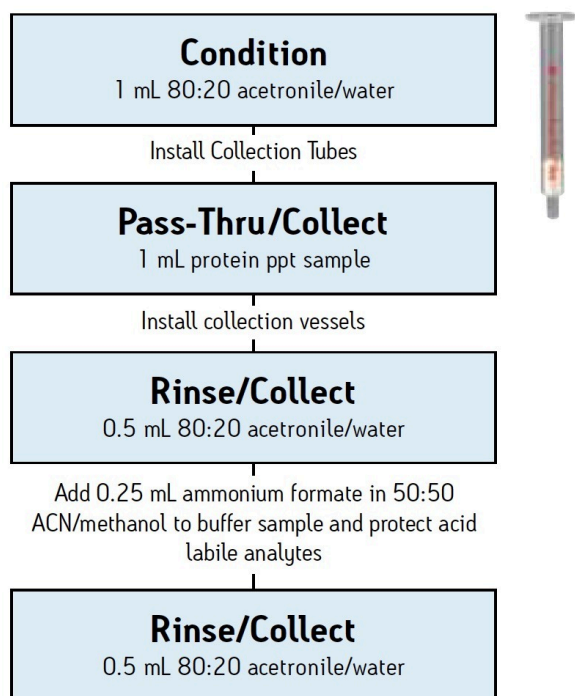 Condition
1 mL 80:20 acetronile/water
Install Collection Tubes
Pass-Thru/Collect
1 mL protein ppt sample
Install collection vessels
Rinse/Collect
0.5 mL 80:20 acetronile/water
Add 0.25 mL ammonium formate in 50:50
ACN/methanol to buffer sample and protect acid
labile analytes
Rinse/Collect
0.5 mL 80:20 acetronile/water